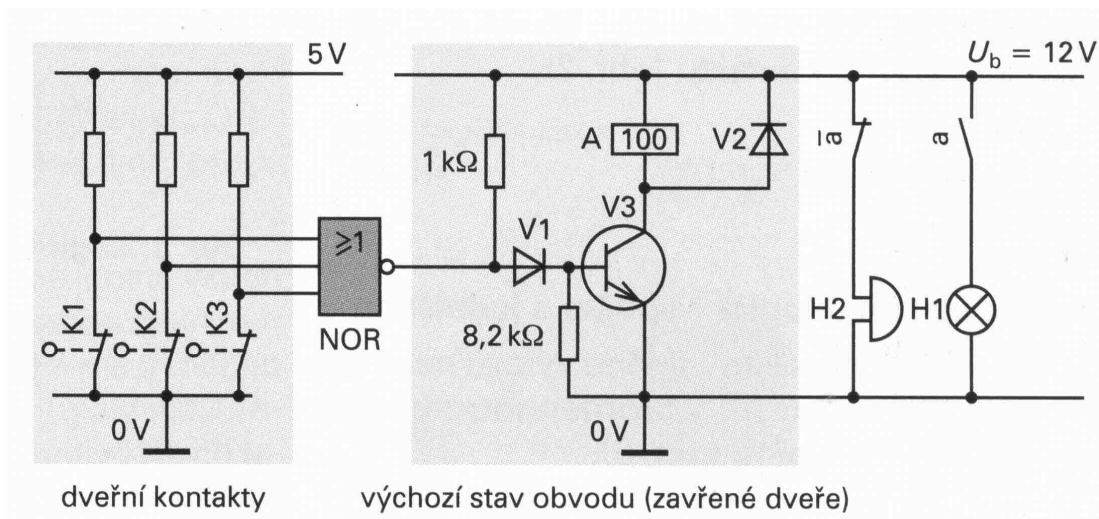 5 V
U_b = 12 V
A
100
V2
a̅
a
1 kΩ
V3
V1
≥1
K1
K2
K3
H2
H1
8,2 kΩ
NOR
0 V
0 V
dveřní kontakty
výchozí stav obvodu (zavřené dveře)